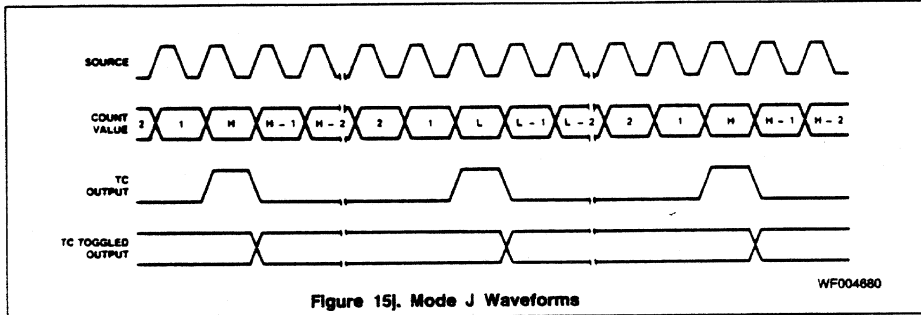 SOURCE
COUNT VALUE 2 1 H H - 1 H - 2 2 1 L L - 1 L - 2 2 1 H H - 1 H - 2
TC OUTPUT
TC TOGGLED OUTPUT
WF004680
Figure 15j. Mode J Waveforms